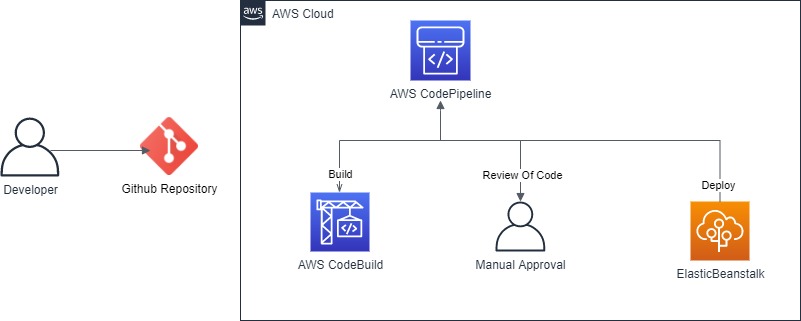 aws
AWS Cloud
AWS CodePipeline
Developer
Github Repository
Build
Review Of Code
Deploy
AWS CodeBuild
Manual Approval
ElasticBeanstalk